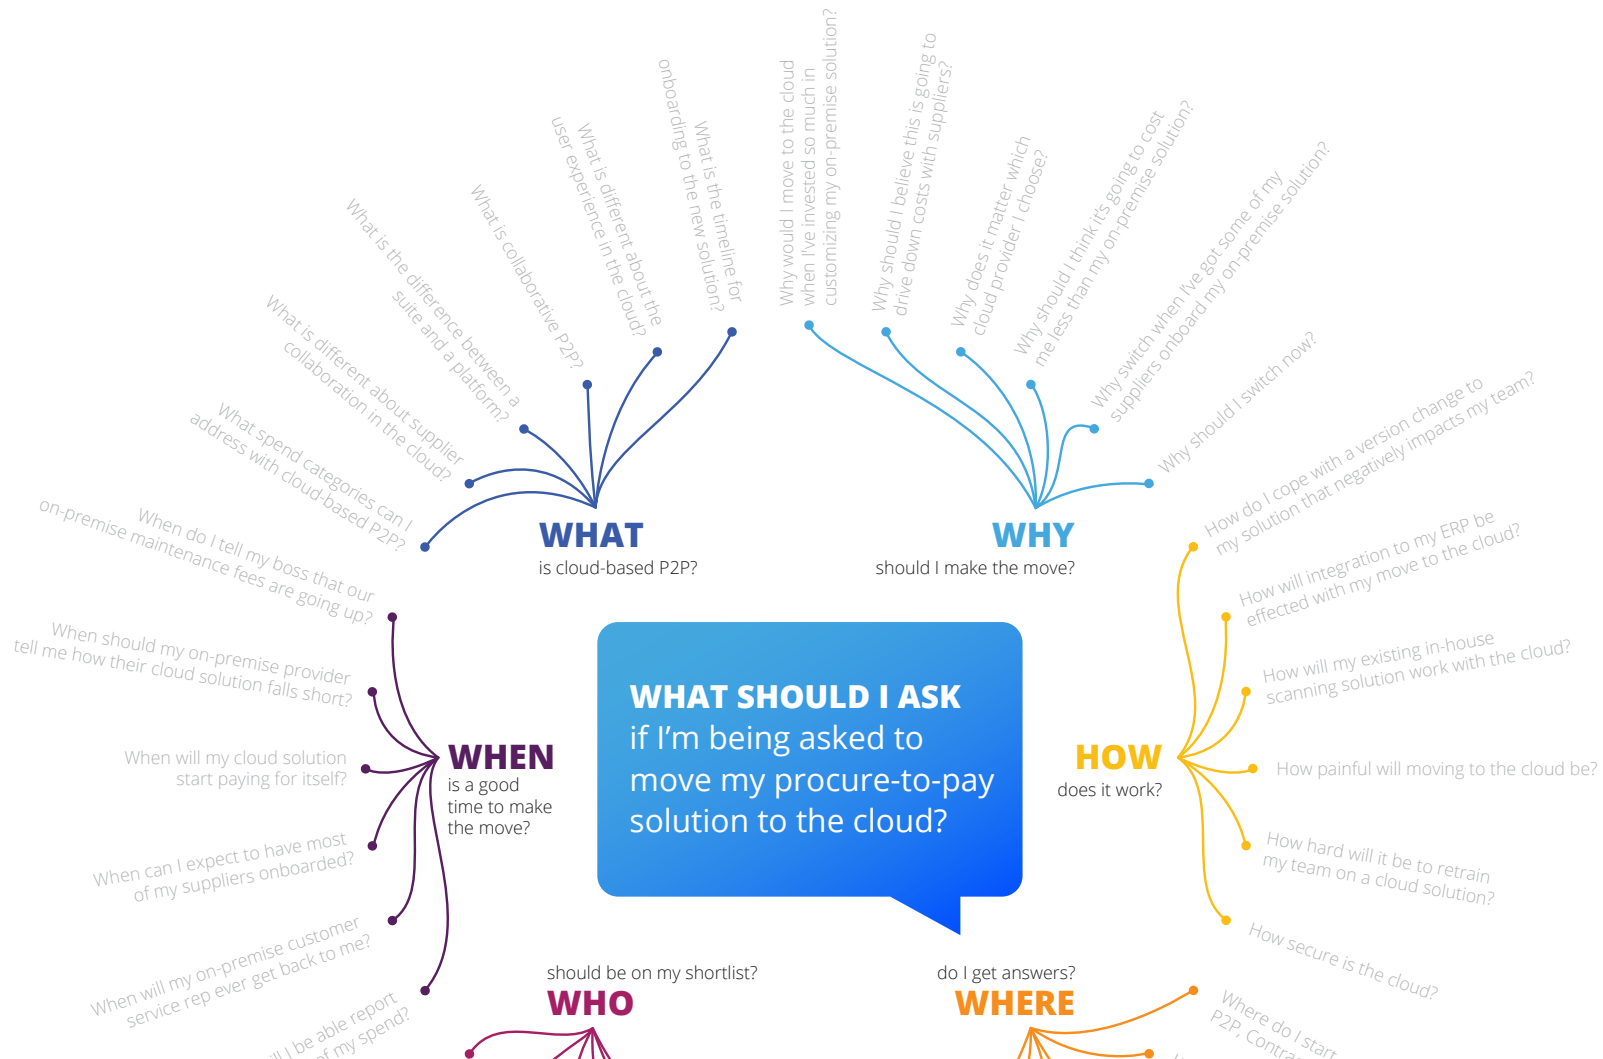 What spend categories can I
address with cloud-based P2P?
What is different about supplier
collaboration in the cloud?
What is the difference between a
suite and a platform?
What is collaborative P2P?
What is different about the
user experience in the cloud?
What is the timeline for
onboarding to the new solution?
WHAT
is cloud-based P2P?
Why would I move to the cloud
when I've invested so much in
customizing my on-premise solution?
Why should I believe this is going to
drive down costs with suppliers?
Why does it matter which
cloud provider I choose?
Why should I think it's going to cost
me less than my on-premise solution?
Why switch when I've got some of my
suppliers onboard my on-premise solution?
Why should I switch now?
WHY
should I make the move?
WHAT SHOULD I ASK
if I'm being asked to
move my procure-to-pay
solution to the cloud?
When do I tell my boss that our
on-premise maintenance fees are going up?
When should my on-premise provider
tell me how their cloud solution falls short?
When will my cloud solution
start paying for itself?
When can I expect to have most
of my suppliers onboarded?
When will my on-premise customer
service rep ever get back to me?
I be able report
of my spend?
WHEN
is a good
time to make
the move?
How do I cope with a version change to
my solution that negatively impacts my team?
How will integration to my ERP be
effected with my move to the cloud?
How will my existing in-house
scanning solution work with the cloud?
How painful will moving to the cloud be?
How hard will it be to retrain
my team on a cloud solution?
How secure is the cloud?
HOW
does it work?
should be on my shortlist?
WHO
do I get answers?
WHERE
Where do I start
P2P,